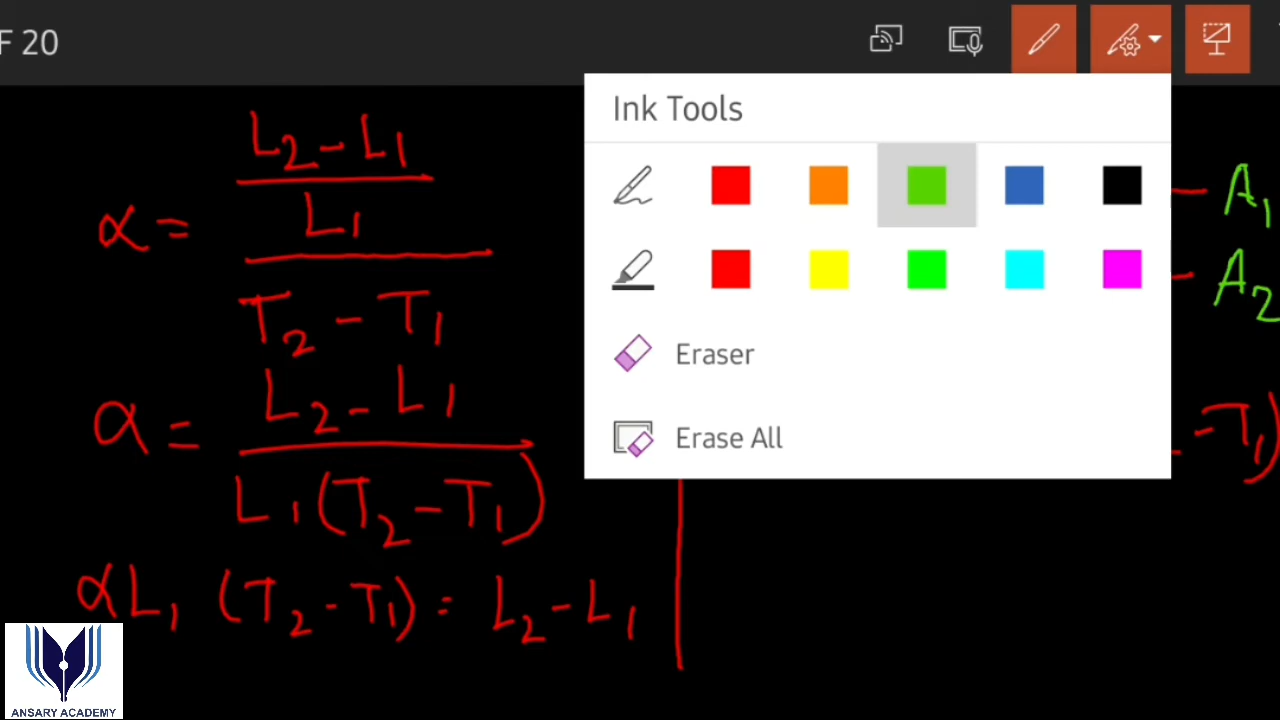 F 20
Ink Tools
Eraser
Erase All
L₂ - L₁
α = L₁
T₂ - T₁
α = L₂ - L₁
L₁ (T₂ - T₁)
αL₁ (T₂ - T₁) = L₂ - L₁
- A₁
- A₂
- T₁)
ANSARY ACADEMY